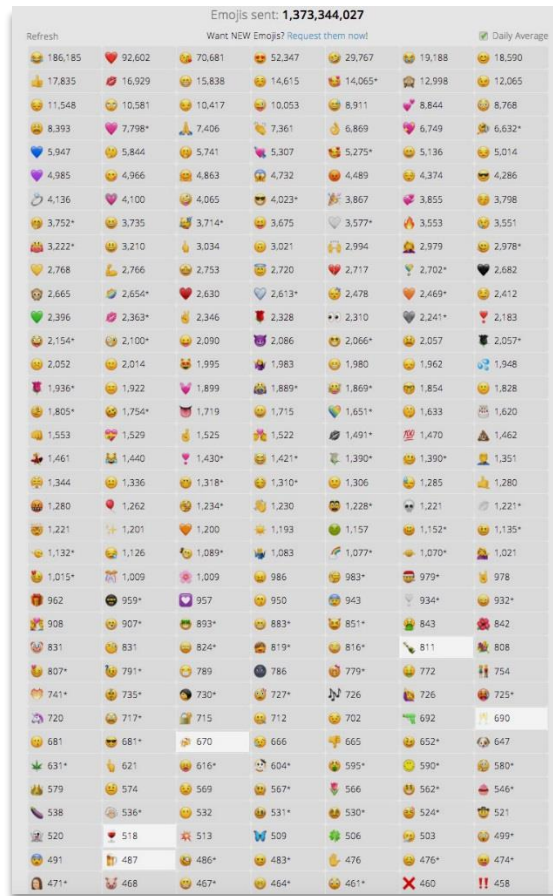 Emojis sent: 1,373,344,027
Refresh Want NEW Emojis? Request them now! Daily Average
186,185 92,602 70,681 52,347 29,767 19,188 18,590
17,835 16,929 15,838 14,615 14,065* 12,998 12,065
11,548 10,581 10,417 10,053 8,911 8,844 8,768
8,393 7,798* 7,406 7,361 6,869 6,749 6,632*
5,947 5,844 5,741 5,307 5,275* 5,136 5,014
4,985 4,966 4,863 4,732 4,489 4,374 4,286
4,136 4,100 4,065 4,023* 3,867 3,855 3,798
3,752* 3,735 3,714* 3,675 3,577* 3,553 3,551
3,222* 3,210 3,034 3,021 2,994 2,979 2,978*
2,768 2,766 2,753 2,720 2,717 2,702* 2,682
2,665 2,654* 2,630 2,613* 2,478 2,469* 2,412
2,396 2,363* 2,346 2,328 2,310 2,241* 2,183
2,154* 2,100* 2,090 2,086 2,066* 2,057 2,057*
2,052 2,014 1,995 1,983 1,980 1,962 1,948
1,936* 1,922 1,899 1,889* 1,869* 1,854 1,828
1,805* 1,754* 1,719 1,715 1,651* 1,633 1,620
1,553 1,529 1,525 1,522 1,491* 1,470 1,462
1,461 1,440 1,430* 1,421* 1,390* 1,390* 1,351
1,344 1,336 1,318* 1,310* 1,306 1,285 1,280
1,280 1,262 1,234* 1,230 1,228* 1,221 1,221*
1,221 1,201 1,200 1,193 1,157 1,152* 1,135*
1,132* 1,126 1,089* 1,083 1,077* 1,070* 1,021
1,015* 1,009 1,009 986 983* 979* 978
962 959* 957 950 943 934* 932*
908 907* 893* 883* 851* 843 842
831 831 824* 819* 816* 811 808
807* 791* 789 786 779* 772 754
741* 735* 730* 727* 726 726 725*
720 717* 715 712 702 692 690
681 681* 670 666 665 652* 647
631* 621 616* 604* 595* 590* 580*
579 574 569 567* 566 562* 546*
538 536* 532 531* 530* 524* 521
520 518 513 509 506 503 499*
491 487 486* 483* 476 476* 474*
471* 468 467* 464* 461* 460 458